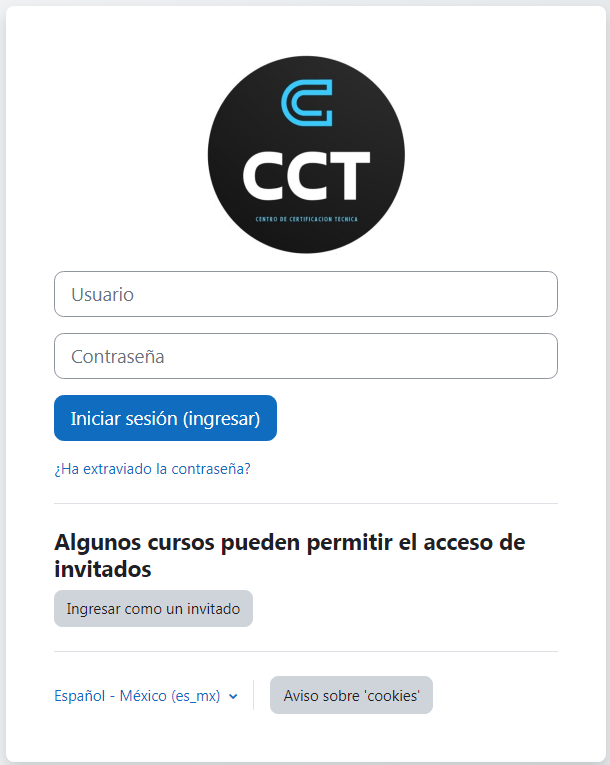 CCT
CENTRO DE CERTIFICACION TECNICA
Usuario
Contraseña
Iniciar sesión (ingresar)
¿Ha extraviado la contraseña?
Algunos cursos pueden permitir el acceso de
invitados
Ingresar como un invitado
Español - México (es_mx)
Aviso sobre 'cookies'